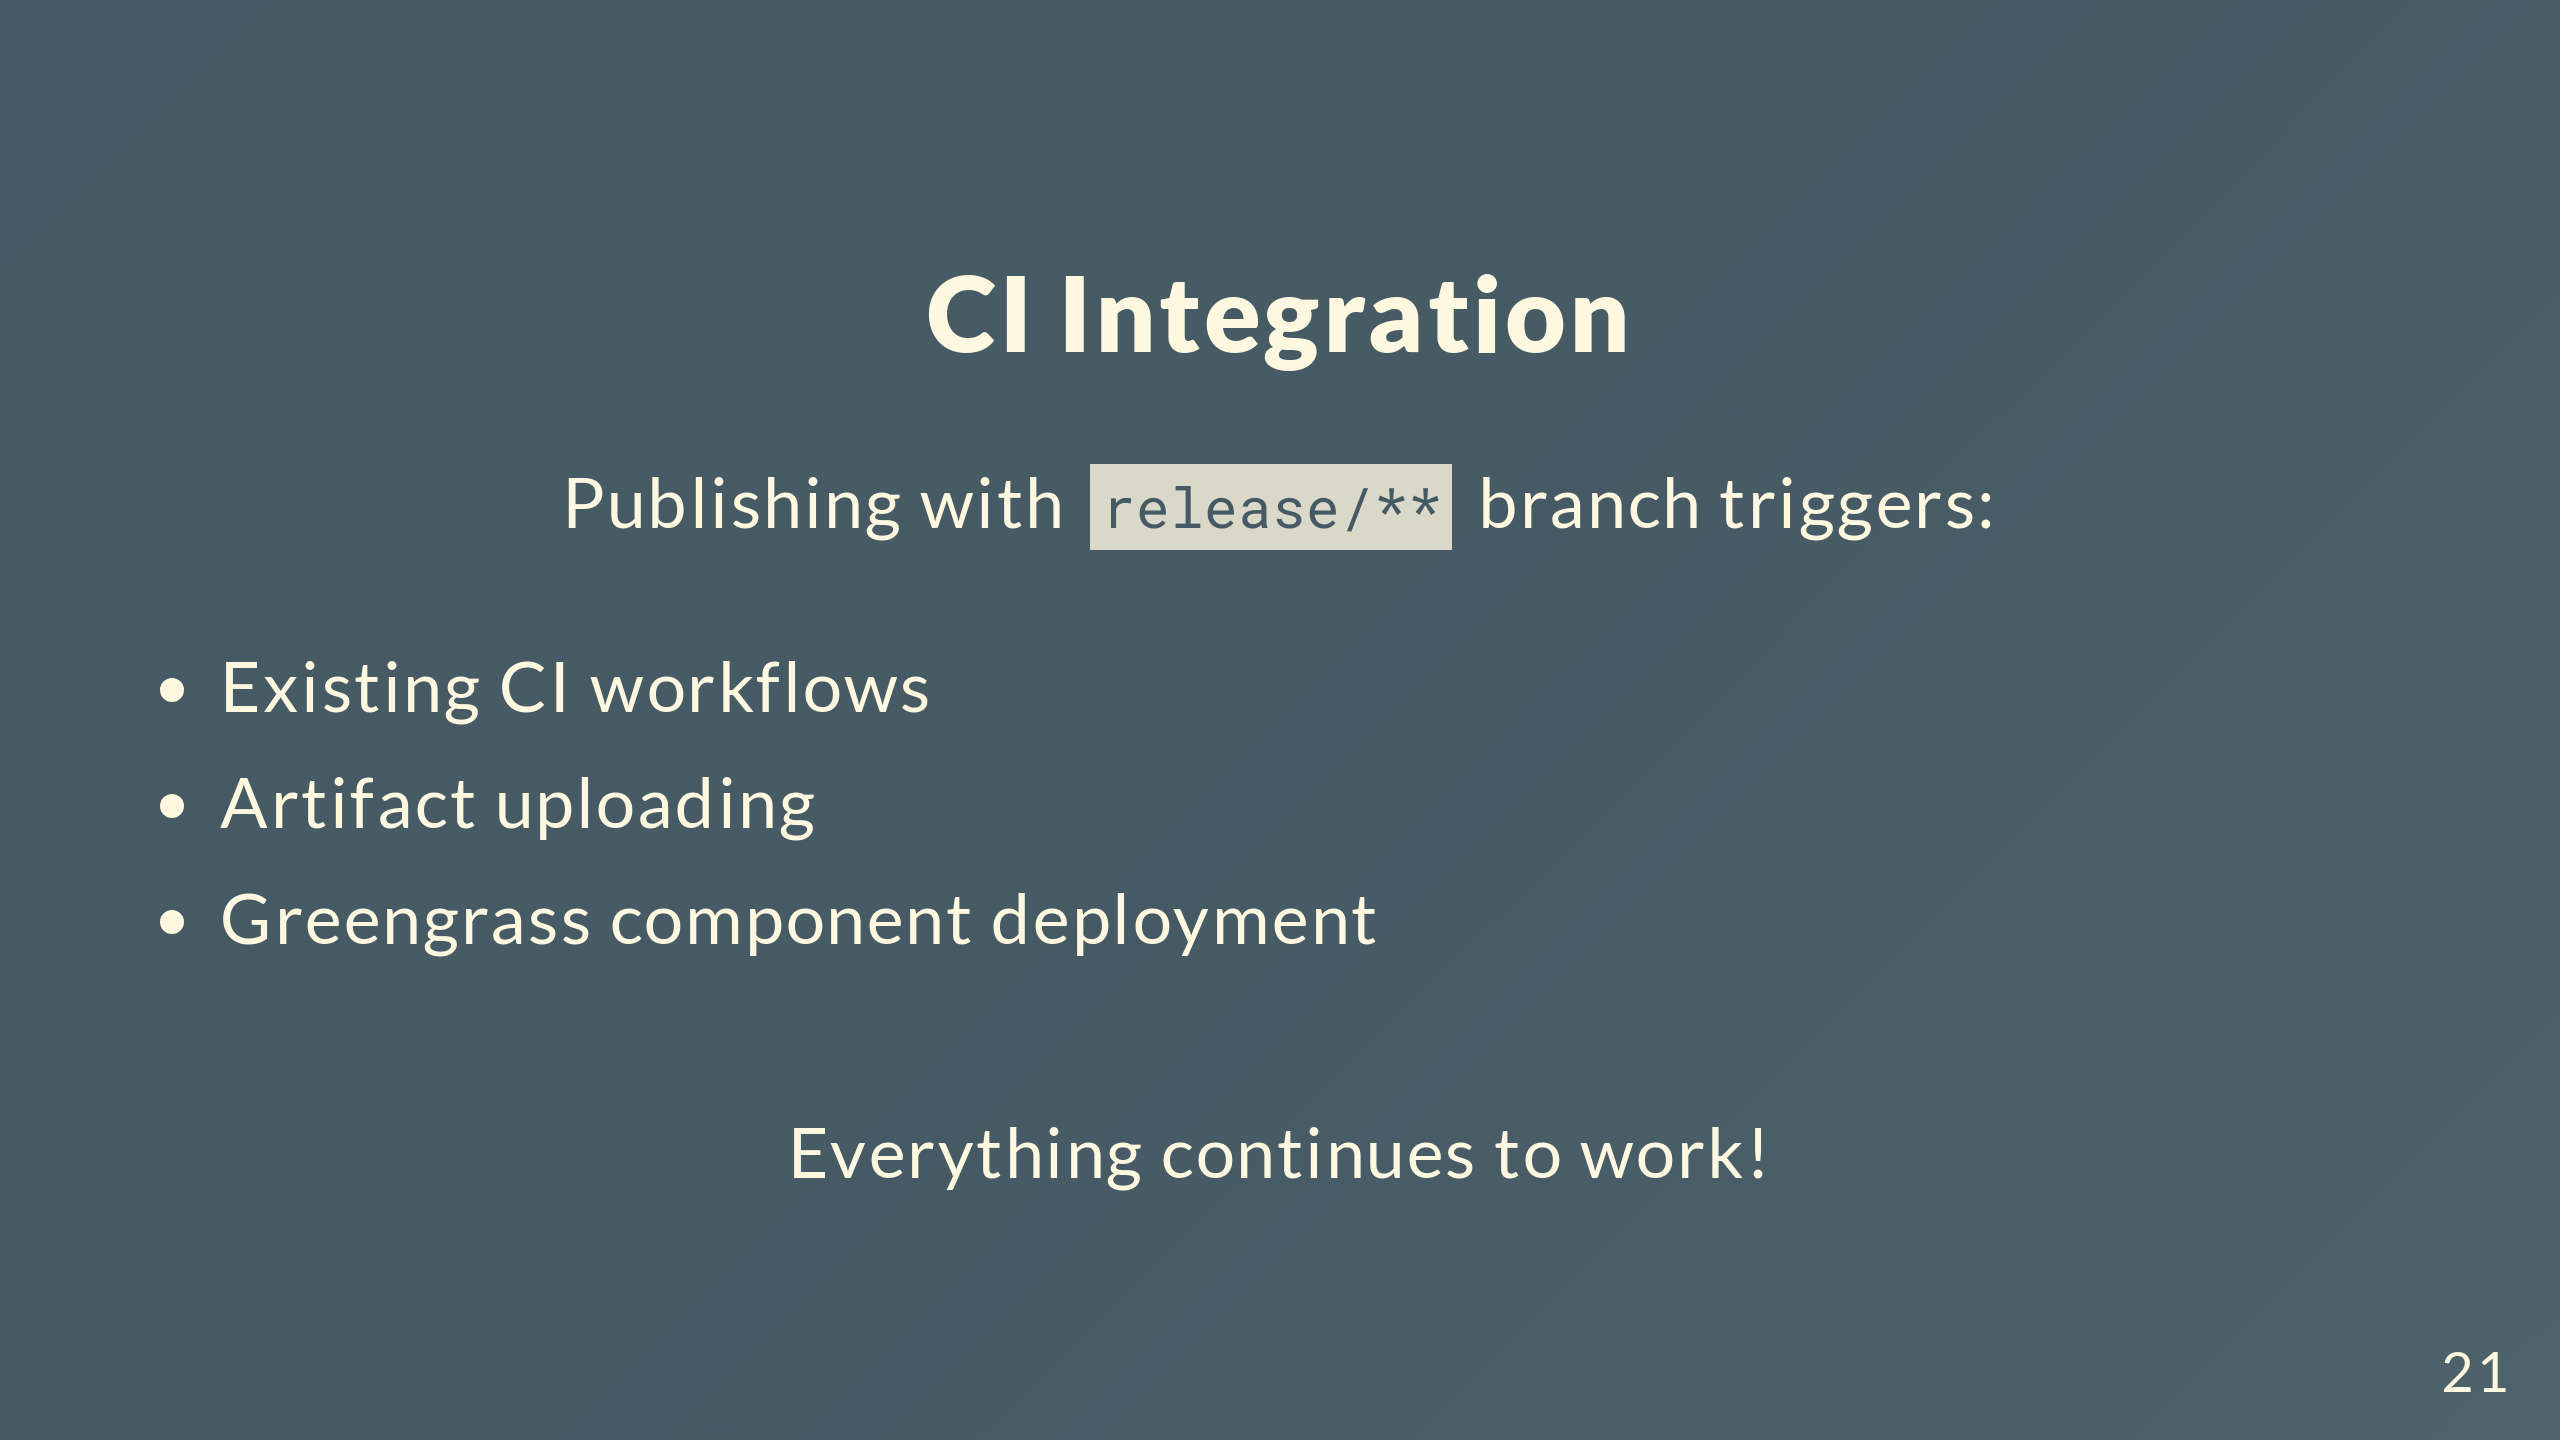 CI Integration
Publishing with release/** branch triggers:
• Existing CI workflows
• Artifact uploading
• Greengrass component deployment
Everything continues to work!
21